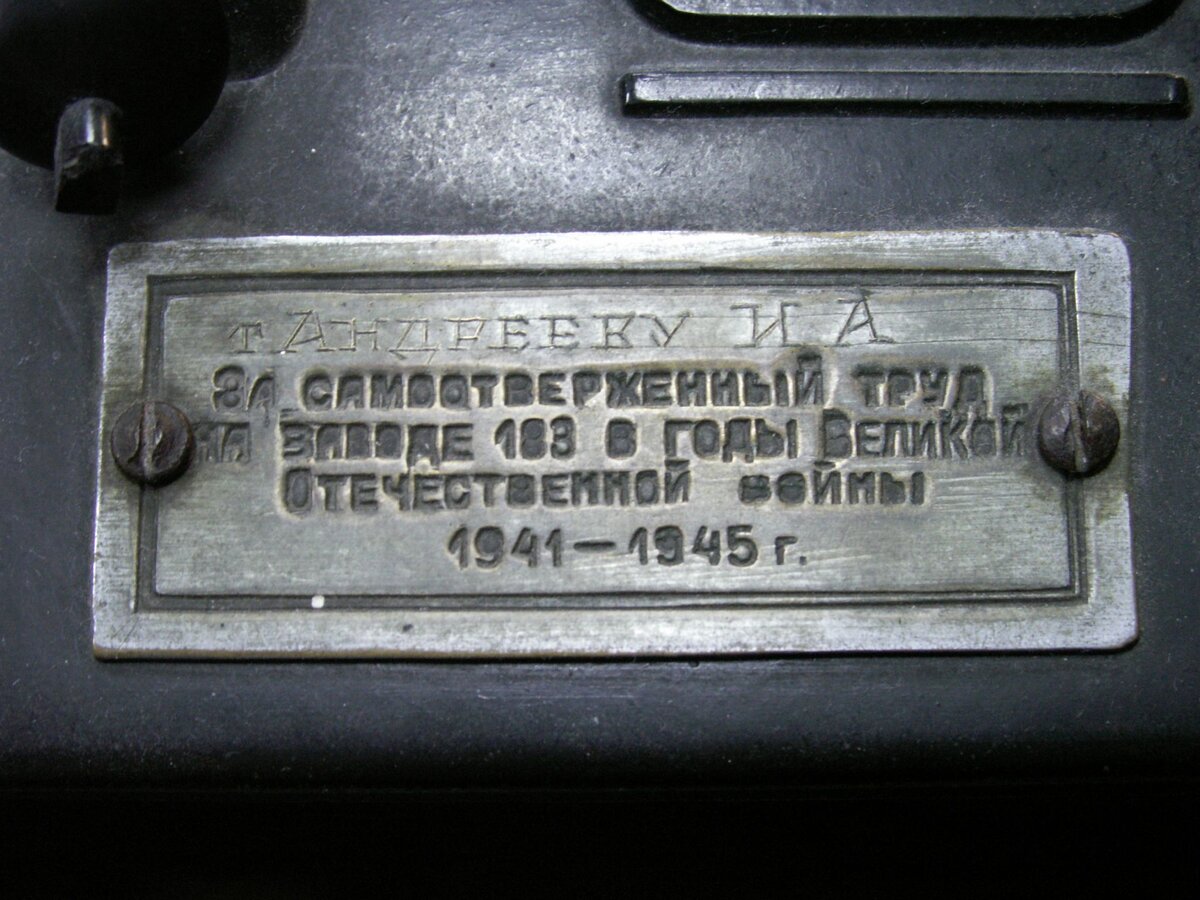 т АНДРЕЕВУ И А
За самоотверженный труд
на заводе 183 в годы Великой
Отечественной войны
1941—1945 г.